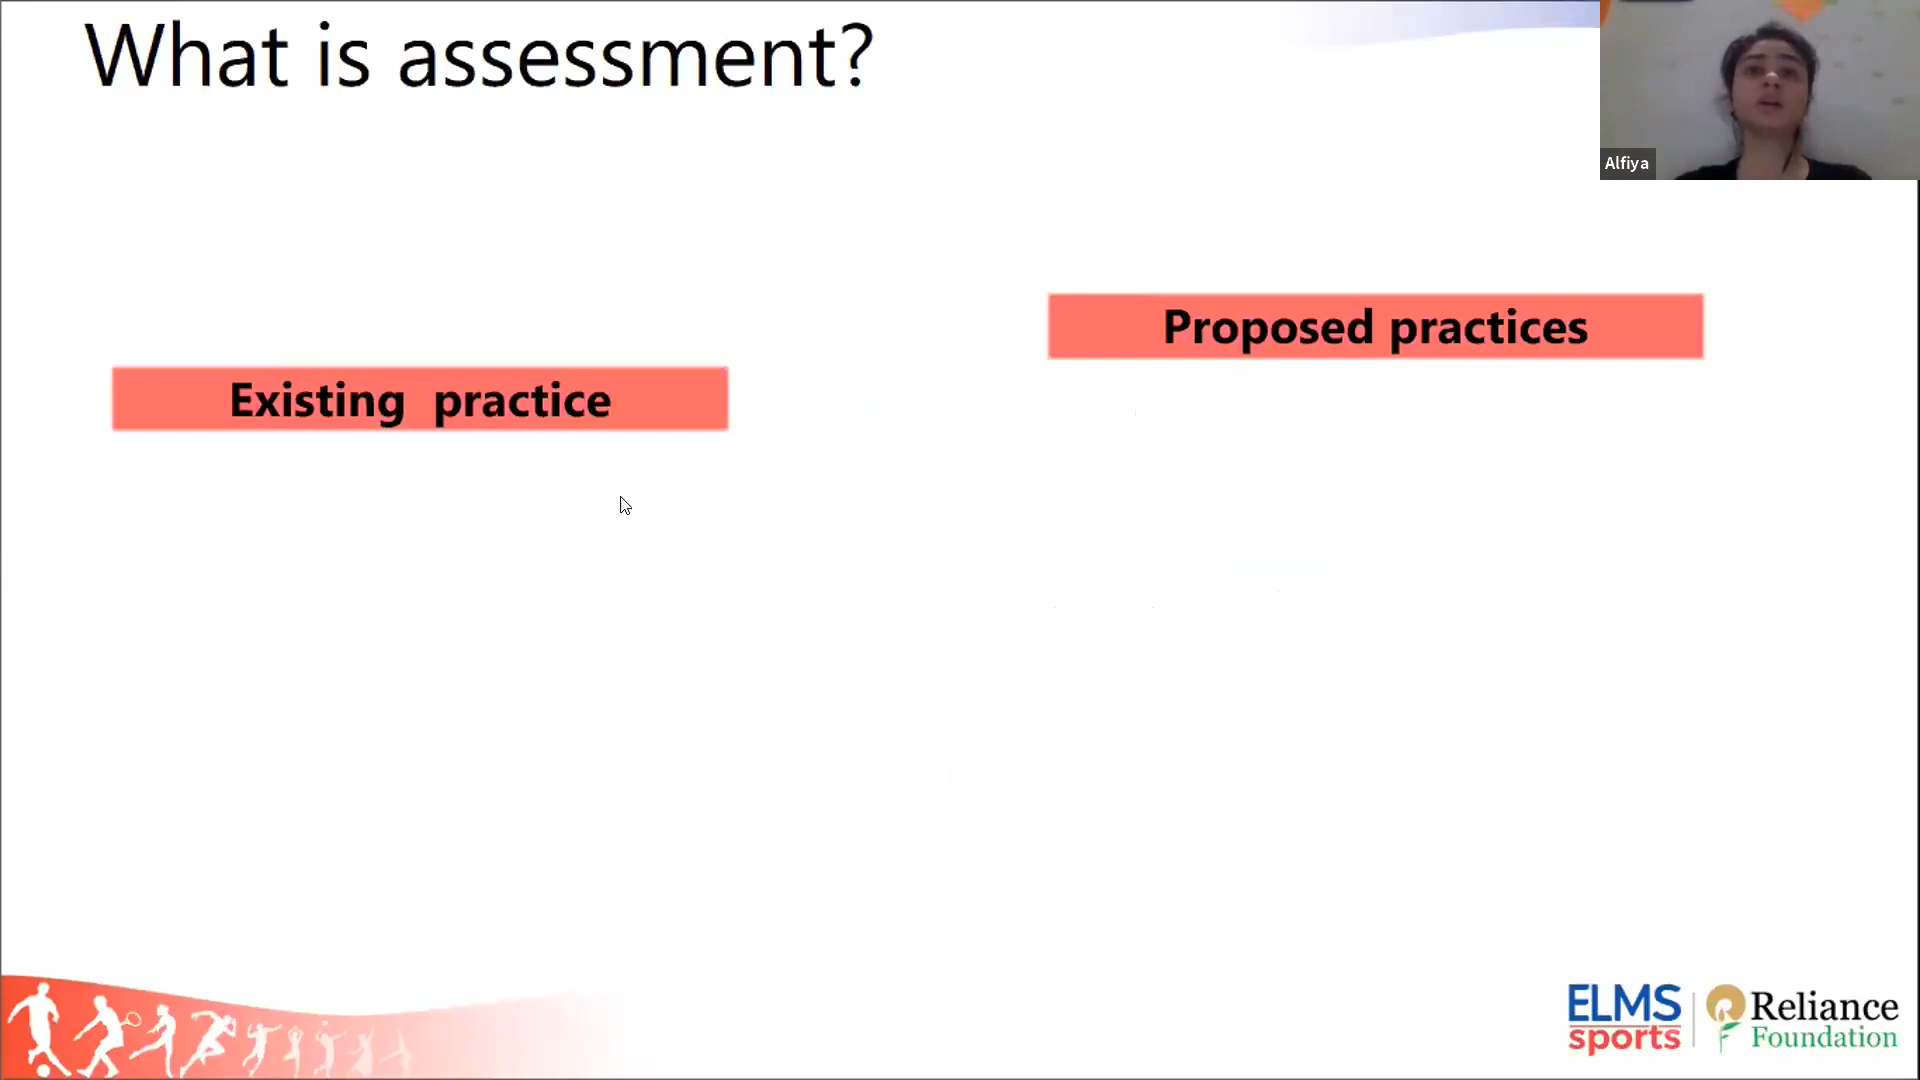 What is assessment?
Alfiya
Proposed practices
Existing practice
ELMS
sports
Reliance
Foundation